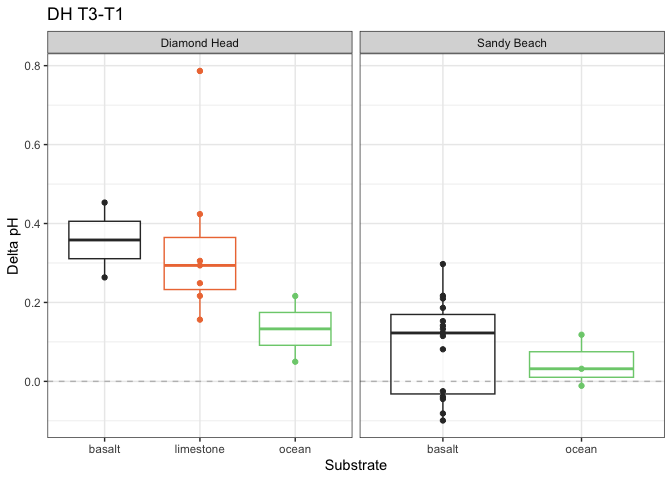 DH T3-T1
Diamond Head
Sandy Beach
Delta pH
0.8
0.6
0.4
0.2
0.0
basalt limestone ocean
basalt ocean
Substrate